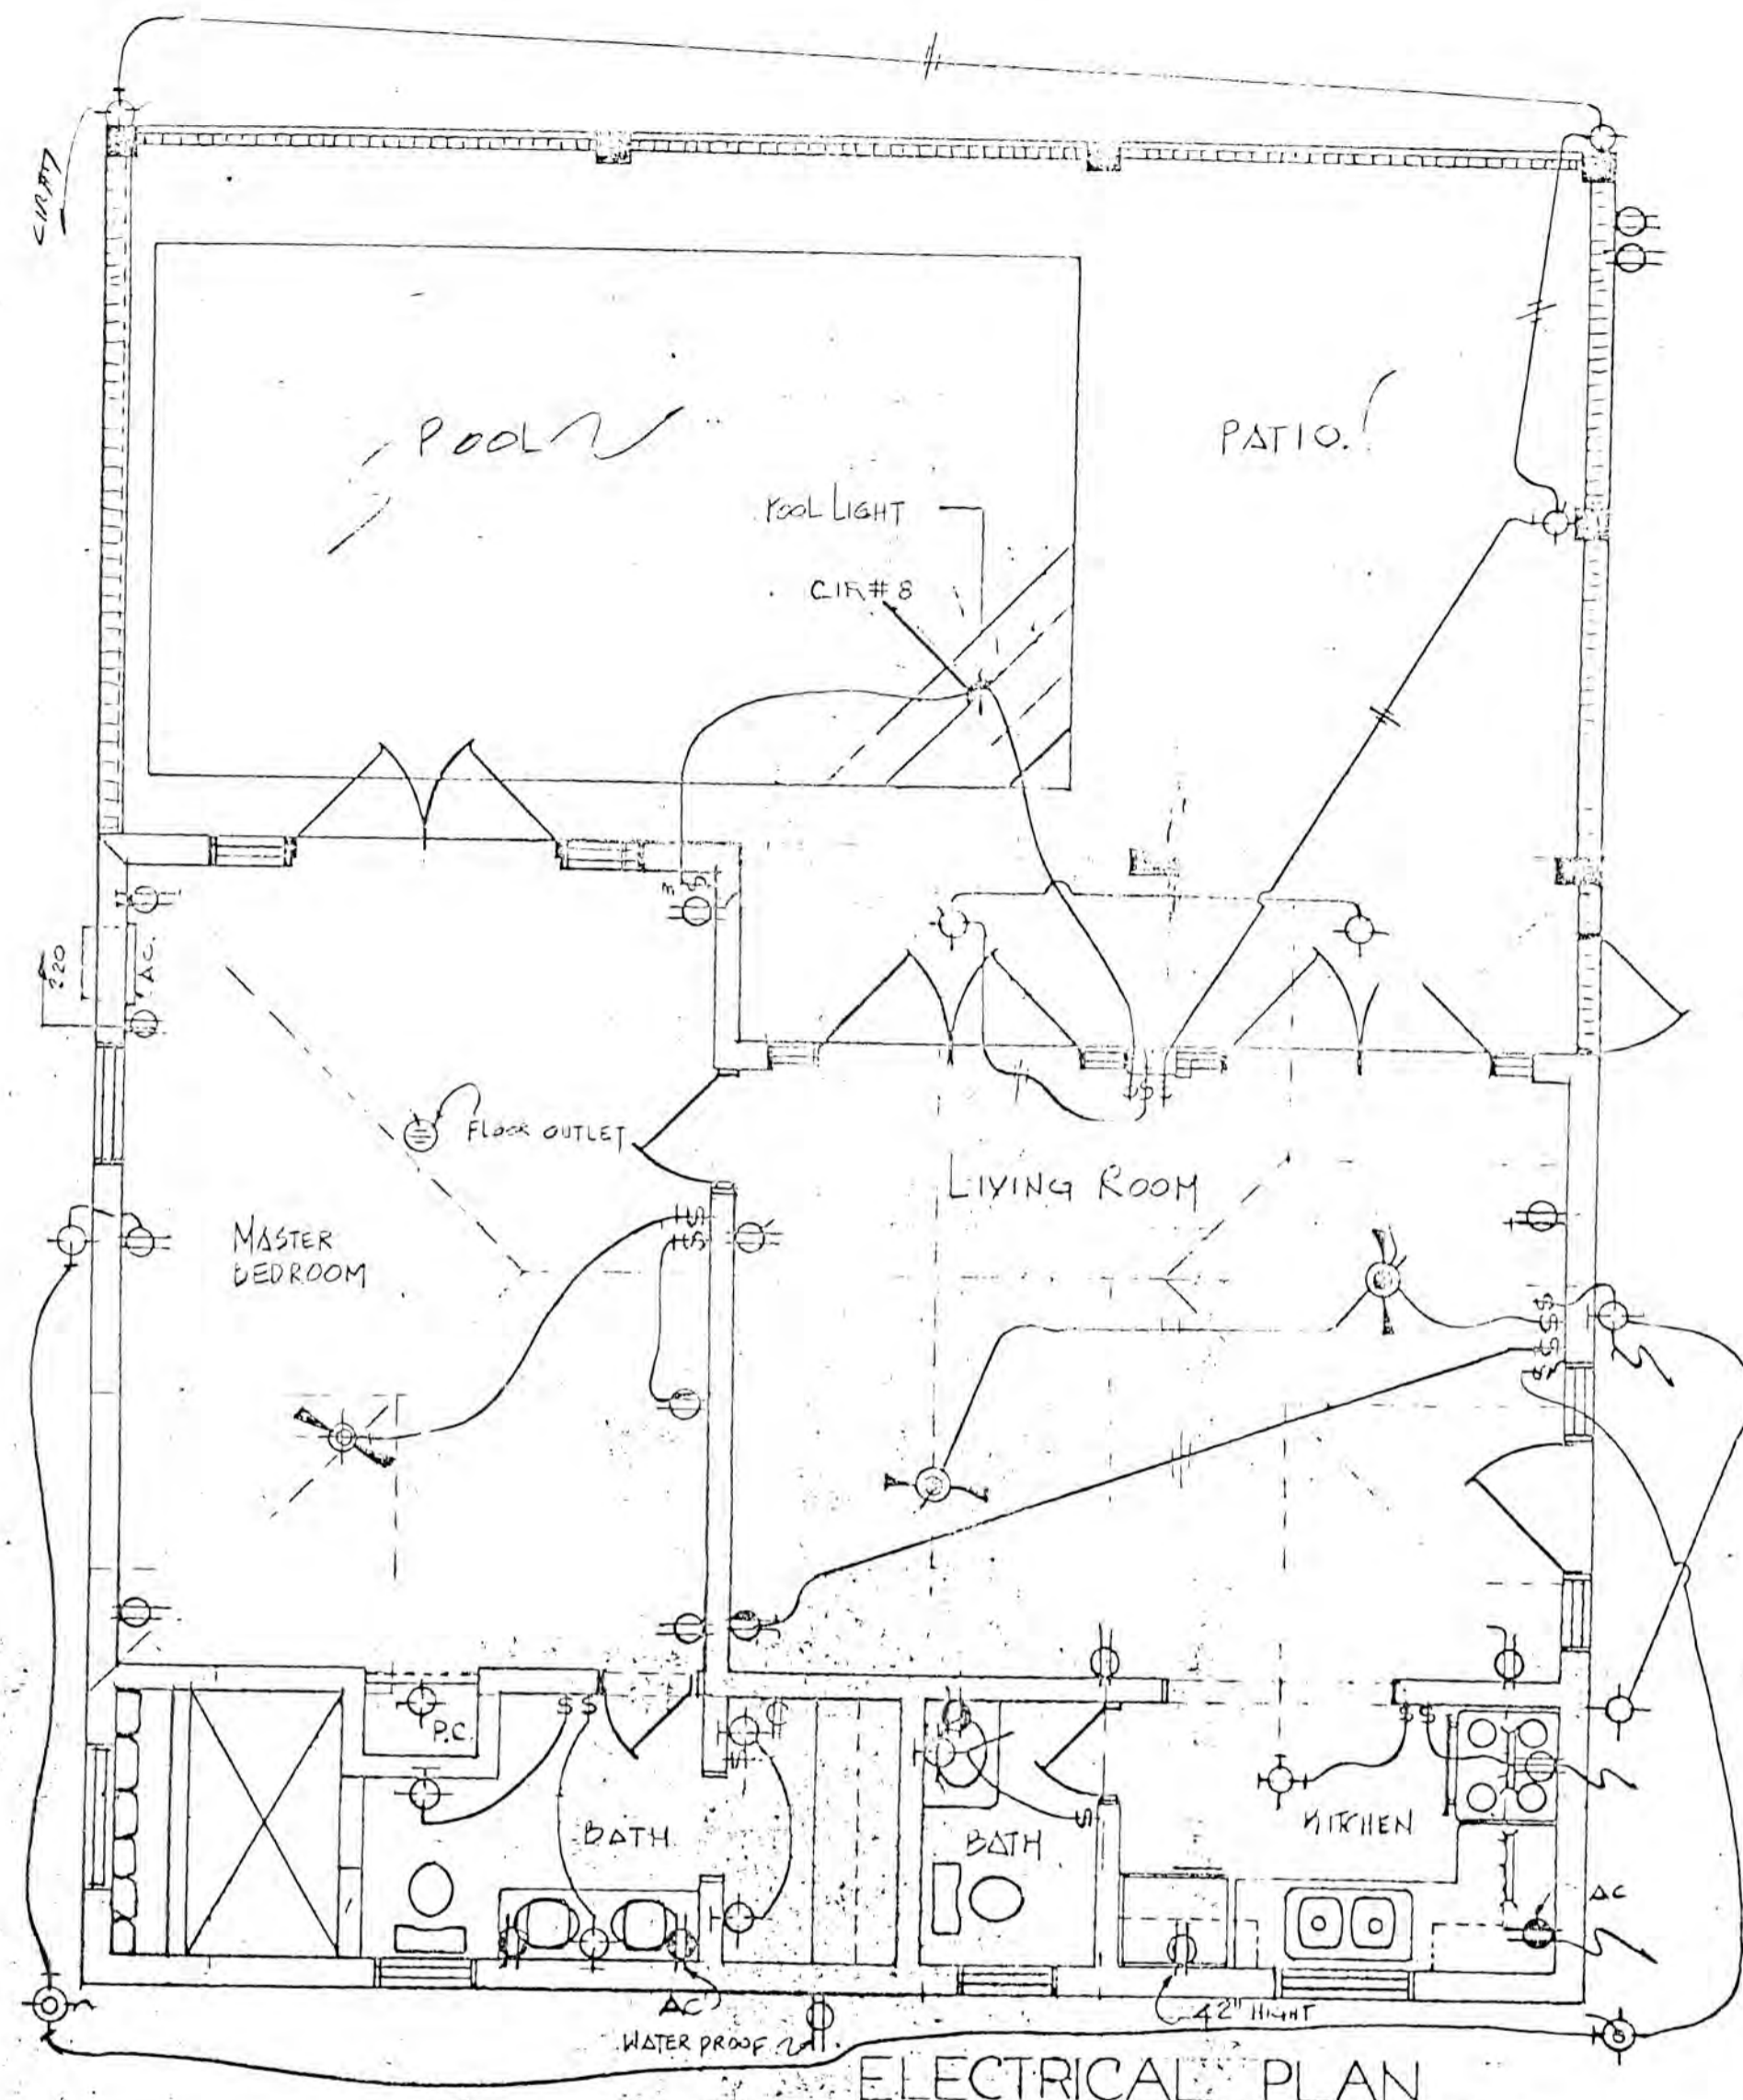 POOL
PATIO.
POOL LIGHT
CIR# 8
220
AC.
FLOOR OUTLET
LIVING ROOM
MASTER
BEDROOM
P.C.
BATH
BATH
KITCHEN
AC
AC
42" HIGHT
WATER PROOF
ELECTRICAL PLAN